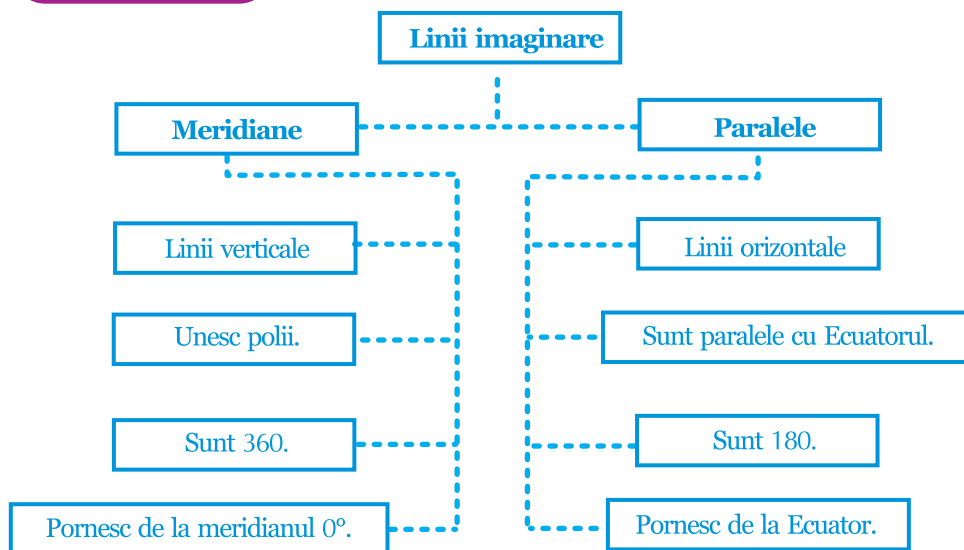 Linii imaginare
Meridiane
Paralele
Linii verticale
Linii orizontale
Unesc polii.
Sunt paralele cu Ecuatorul.
Sunt 360.
Sunt 180.
Pornesc de la meridianul 0°.
Pornesc de la Ecuator.